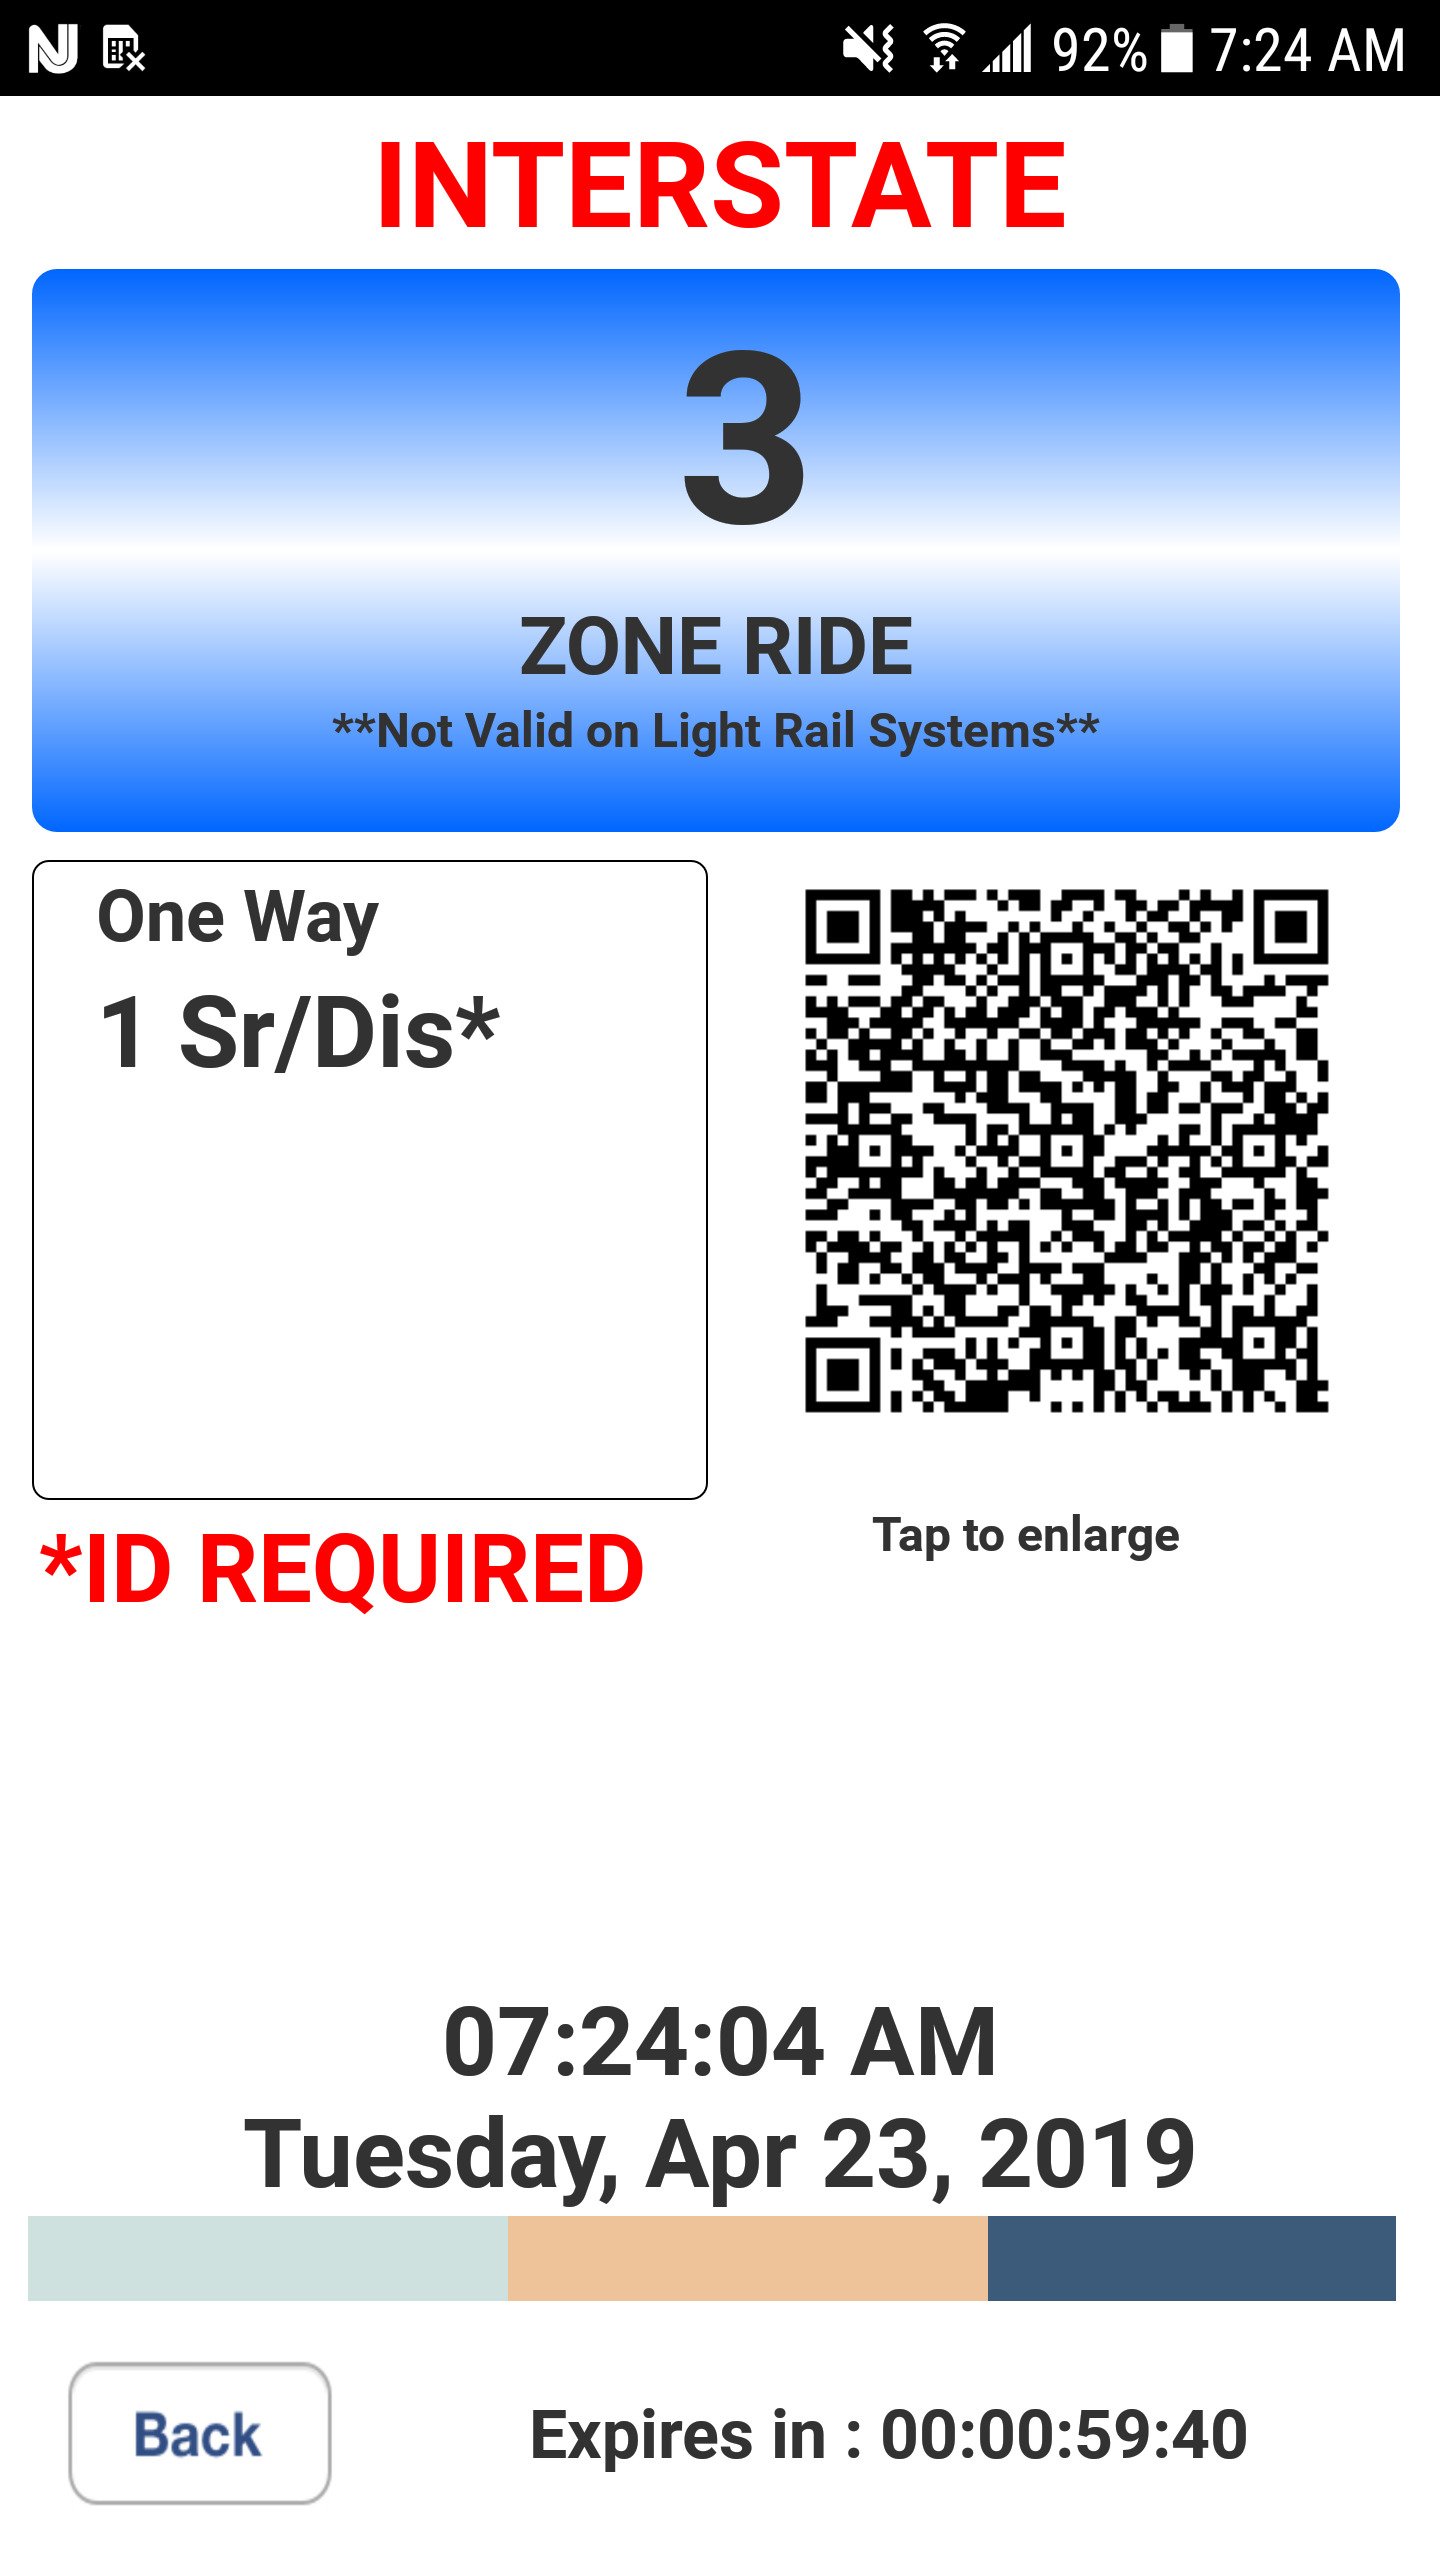 92% 7:24 AM
INTERSTATE
3
ZONE RIDE
**Not Valid on Light Rail Systems**
One Way
1 Sr/Dis*
*ID REQUIRED
Tap to enlarge
07:24:04 AM
Tuesday, Apr 23, 2019
Back
Expires in : 00:00:59:40